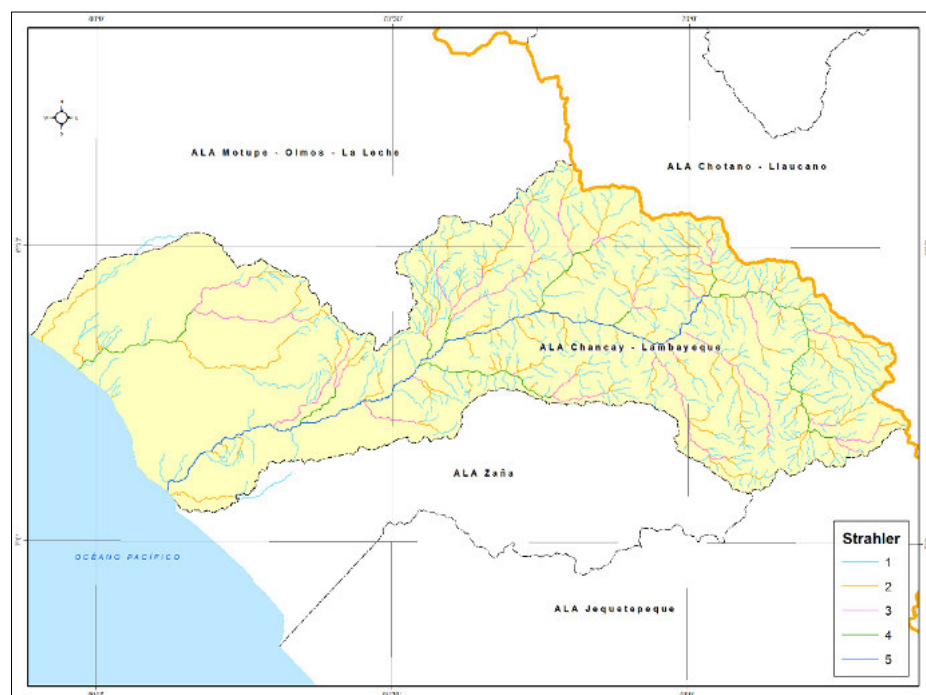 ALA Motupe - Olmos - La Leche
ALA Chotano - Llaucano
ALA Chancay - Lambayeque
ALA Zaña
OCÉANO PACÍFICO
ALA Jequetepeque
Strahler
1
2
3
4
5